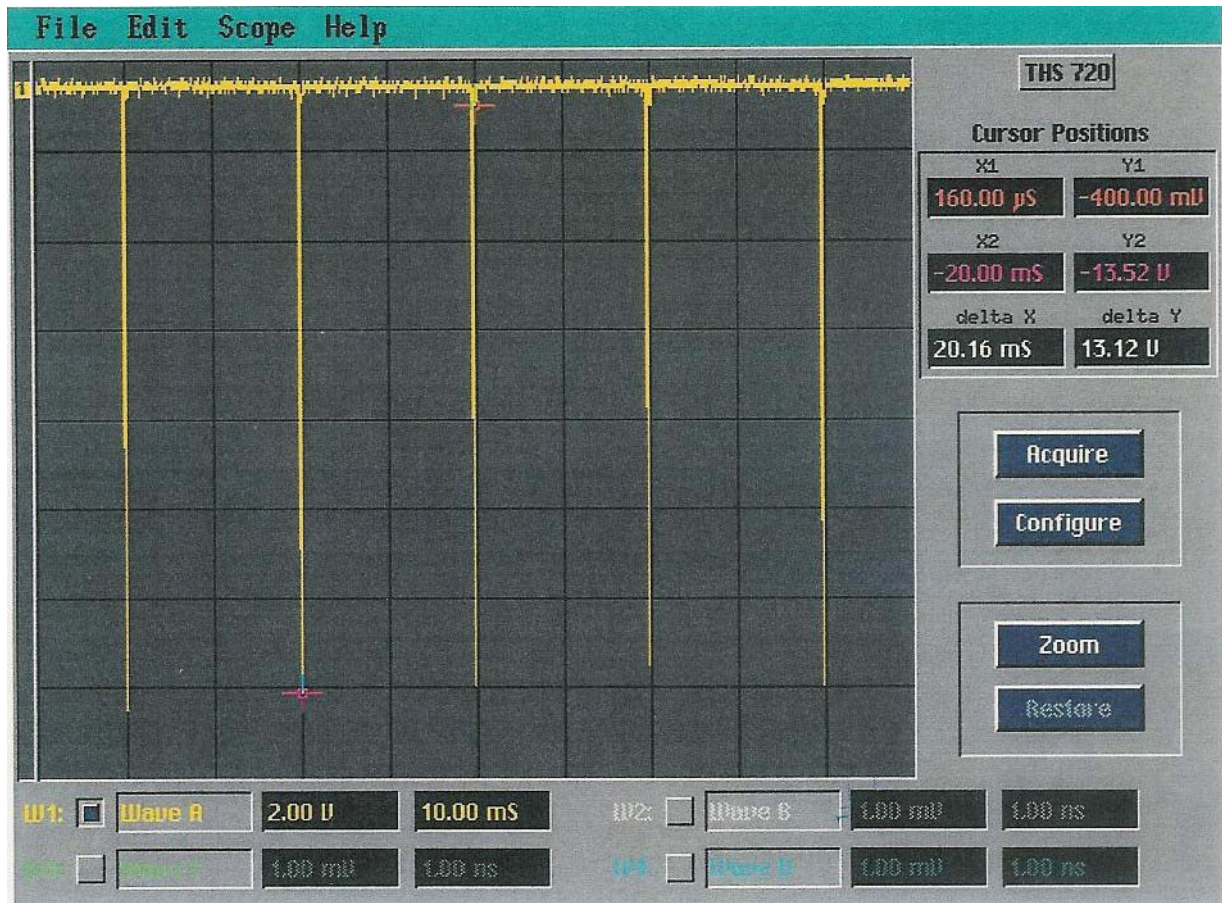 File Edit Scope Help
THS 720
1
Cursor Positions
X1 Y1
160.00 µS -400.00 mV
X2 Y2
-20.00 mS -13.52 V
delta X delta Y
20.16 mS 13.12 V
Acquire
Configure
Zoom
Restore
W1: Wave A 2.00 V 10.00 mS W2: Wave B 1.00 mV 1.00 ns
1.00 mV 1.00 ns W4: Wave D 1.00 mV 1.00 ns